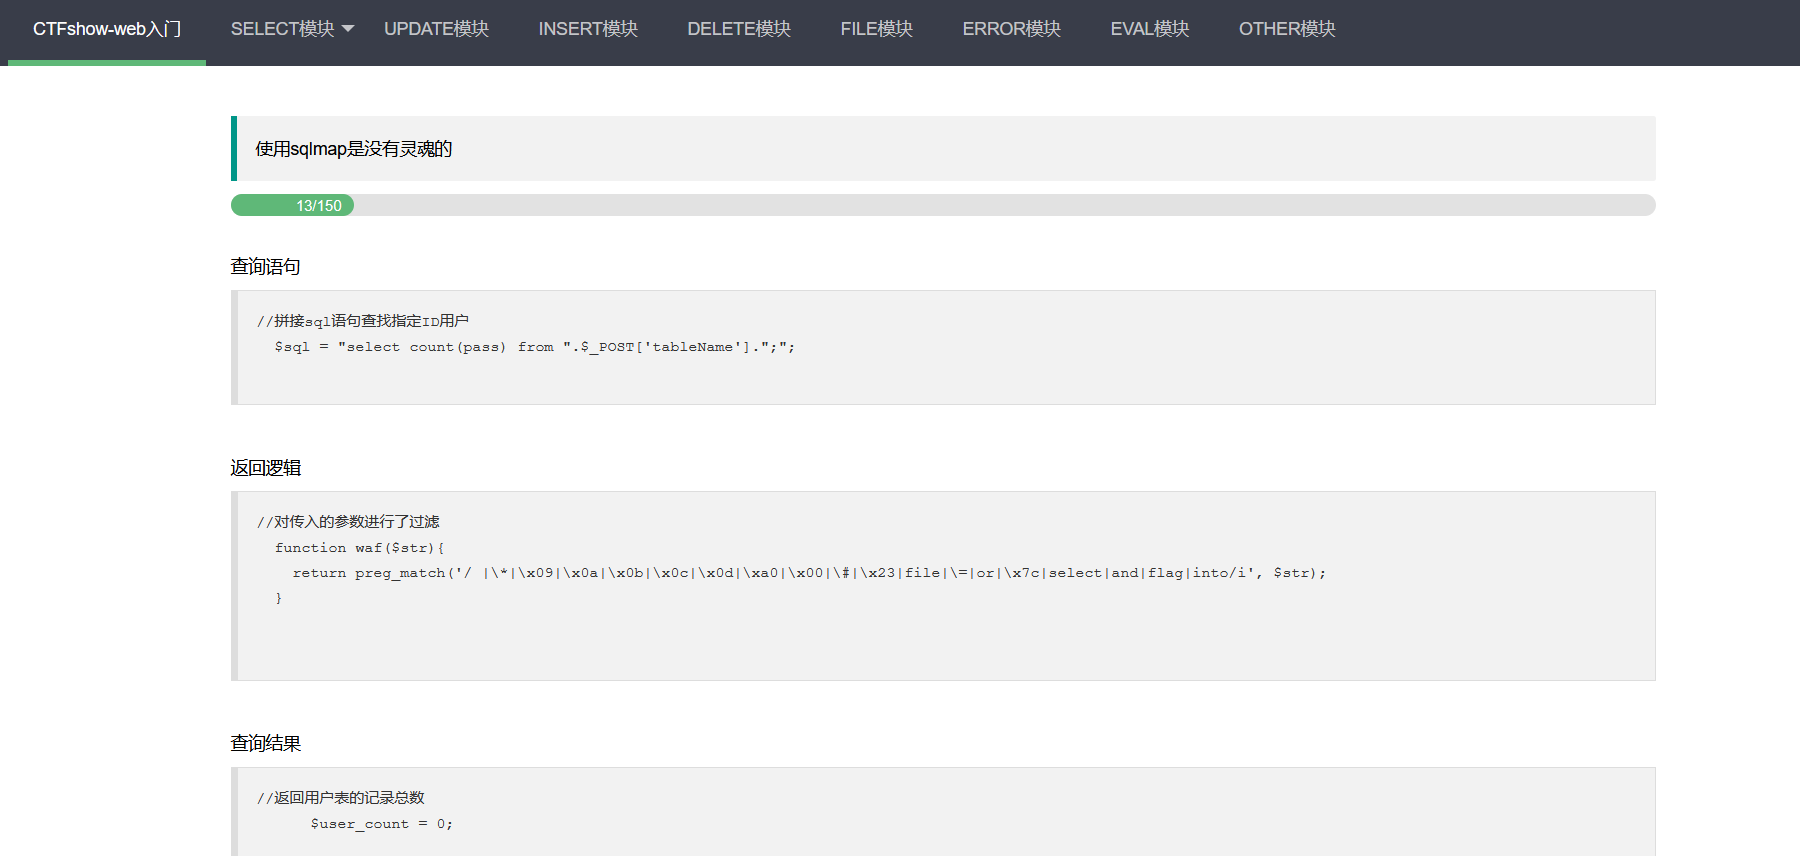 CTFshow-web入门 SELECT模块 UPDATE模块 INSERT模块 DELETE模块 FILE模块 ERROR模块 EVAL模块 OTHER模块
使用sqlmap是没有灵魂的
13/150
查询语句
//拼接sql语句查找指定ID用户
$sql = "select count(pass) from ".$_POST['tableName'].";";
返回逻辑
//对传入的参数进行了过滤
function waf($str){
return preg_match('/ |\*|\x09|\x0a|\x0b|\x0c|\x0d|\xa0|\x00|\#|\x23|file|\=|or|\x7c|select|and|flag|into/i', $str);
}
查询结果
//返回用户表的记录总数
$user_count = 0;